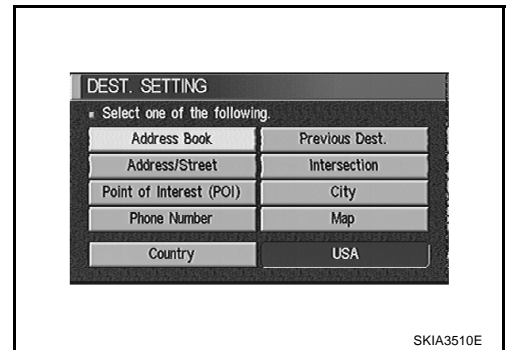 DEST. SETTING
Select one of the following.
Address Book Previous Dest.
Address/Street Intersection
Point of Interest (POI) City
Phone Number Map
Country USA
SKIA3510E